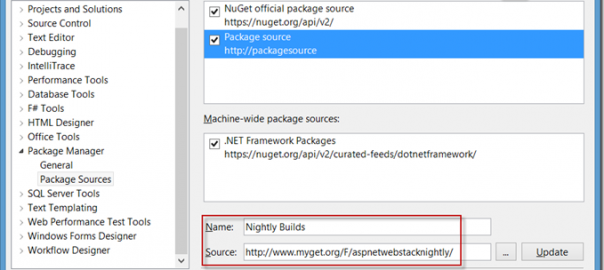 Projects and Solutions
Source Control
Text Editor
Debugging
IntelliTrace
Performance Tools
Database Tools
F# Tools
HTML Designer
Office Tools
Package Manager
General
Package Sources
SQL Server Tools
Text Templating
Web Performance Test Tools
Windows Forms Designer
Workflow Designer
NuGet official package source
https://nuget.org/api/v2/
Package source
http://packagesource
Machine-wide package sources:
.NET Framework Packages
https://nuget.org/api/v2/curated-feeds/dotnetframework/
Name: Nightly Builds
Source: http://www.myget.org/F/aspnetwebstacknightly/ ... Update